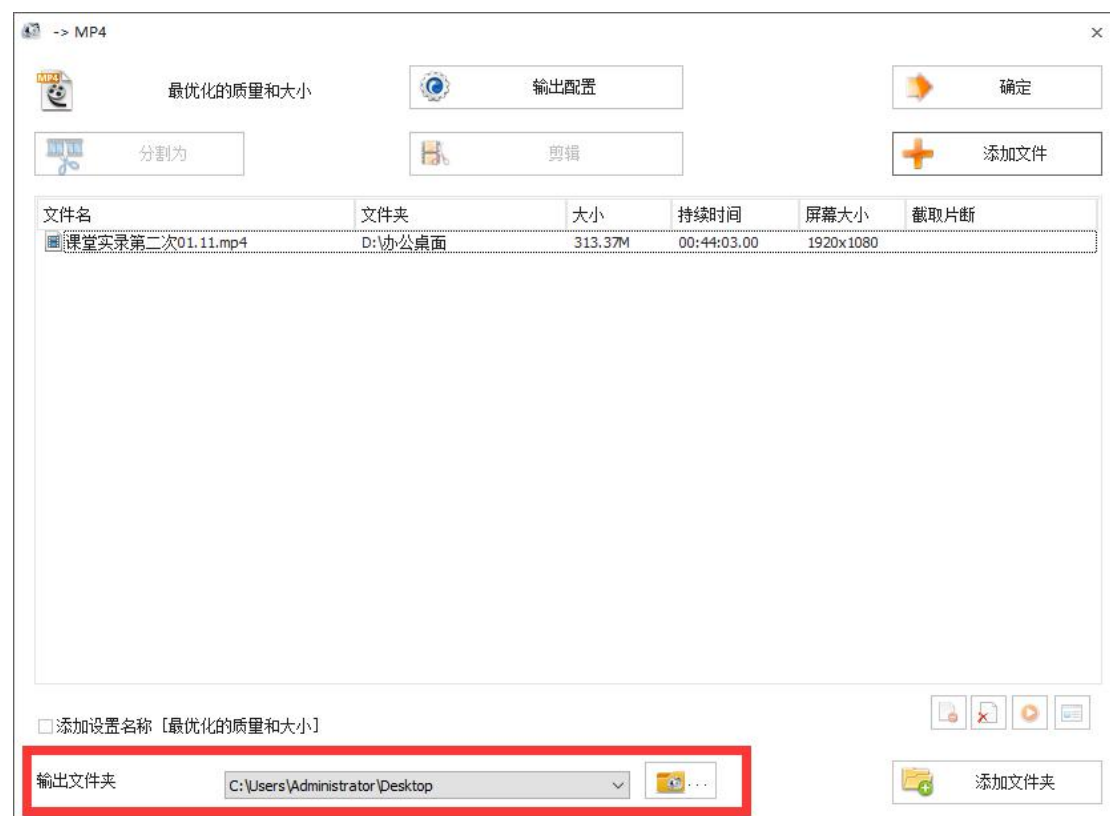 -> MP4
MP4
最优化的质量和大小
输出配置
确定
分割为
剪辑
添加文件
文件名 文件夹 大小 持续时间 屏幕大小 截取片断
课堂实录第二次01.11.mp4 D:\办公桌面 313.37M 00:44:03.00 1920x1080
添加设置名称 [最优化的质量和大小]
输出文件夹 C:\Users\Administrator\Desktop ...
添加文件夹